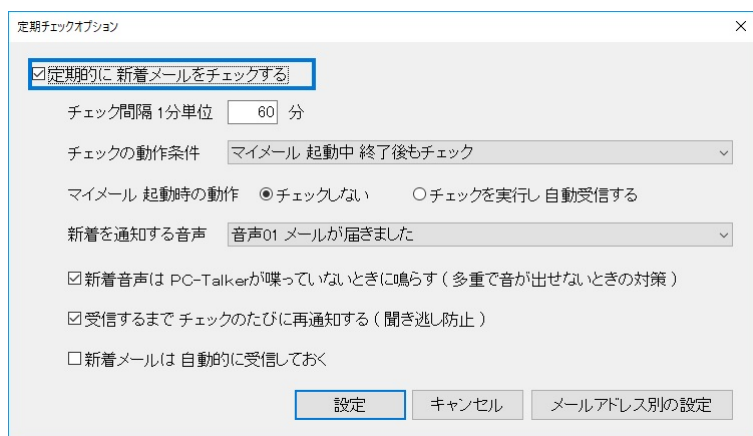 定期チェックオプション
定期的に 新着メールをチェックする
チェック間隔 1分単位 60 分
チェックの動作条件 マイメール 起動中 終了後もチェック
マイメール 起動時の動作 チェックしない チェックを実行し 自動受信する
新着を通知する音声 音声01 メールが届きました
新着音声は PC-Talkerが喋っていないときに鳴らす ( 多重で音が出せないときの対策 )
受信するまで チェックのたびに再通知する ( 聞き逃し防止 )
新着メールは 自動的に受信しておく
設定 キャンセル メールアドレス別の設定